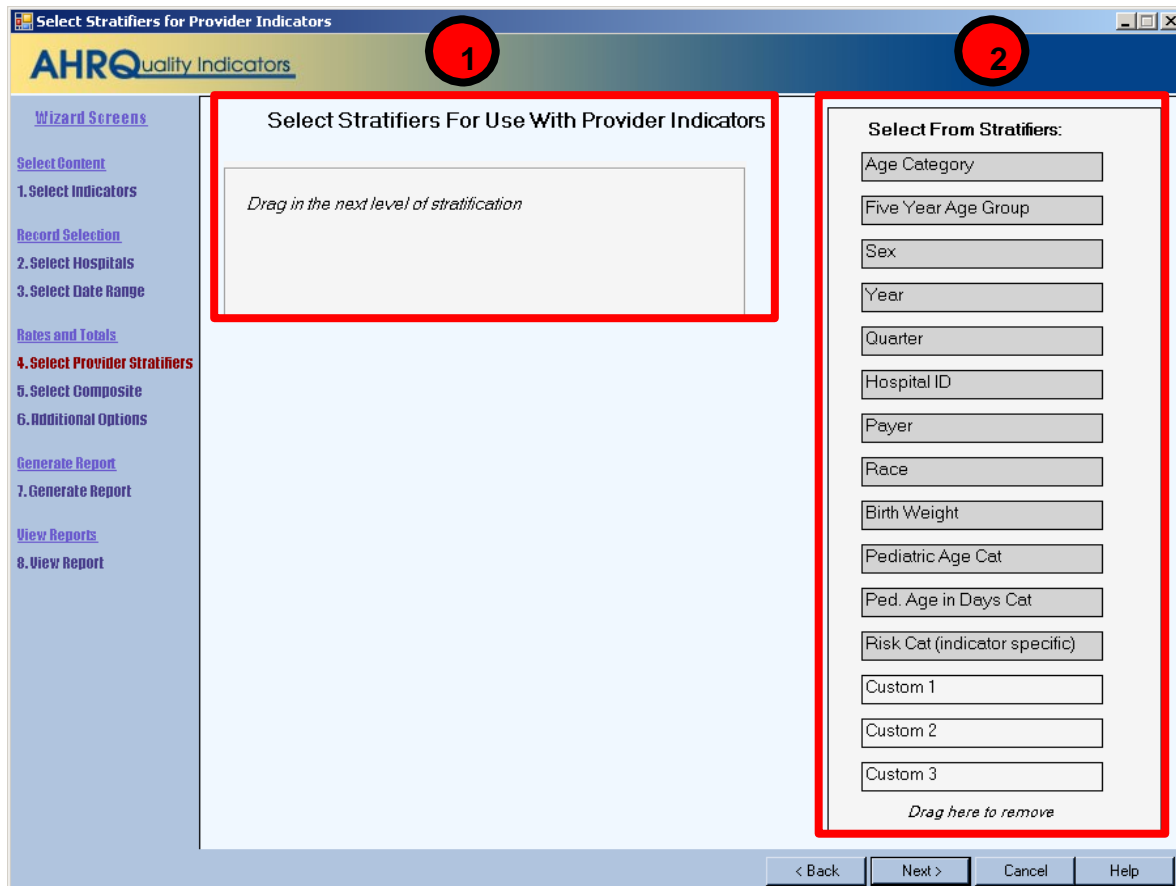 Select Stratifiers for Provider Indicators
AHRQuality Indicators
1
2
Wizard Screens
Select Content
1. Select Indicators
Record Selection
2. Select Hospitals
3. Select Date Range
Rates and Totals
4. Select Provider Stratifiers
5. Select Composite
6. Additional Options
Generate Report
7. Generate Report
View Reports
8. View Report
Select Stratifiers For Use With Provider Indicators
Drag in the next level of stratification
Select From Stratifiers:
Age Category
Five Year Age Group
Sex
Year
Quarter
Hospital ID
Payer
Race
Birth Weight
Pediatric Age Cat
Ped. Age in Days Cat
Risk Cat (indicator specific)
Custom 1
Custom 2
Custom 3
Drag here to remove
< Back
Next >
Cancel
Help